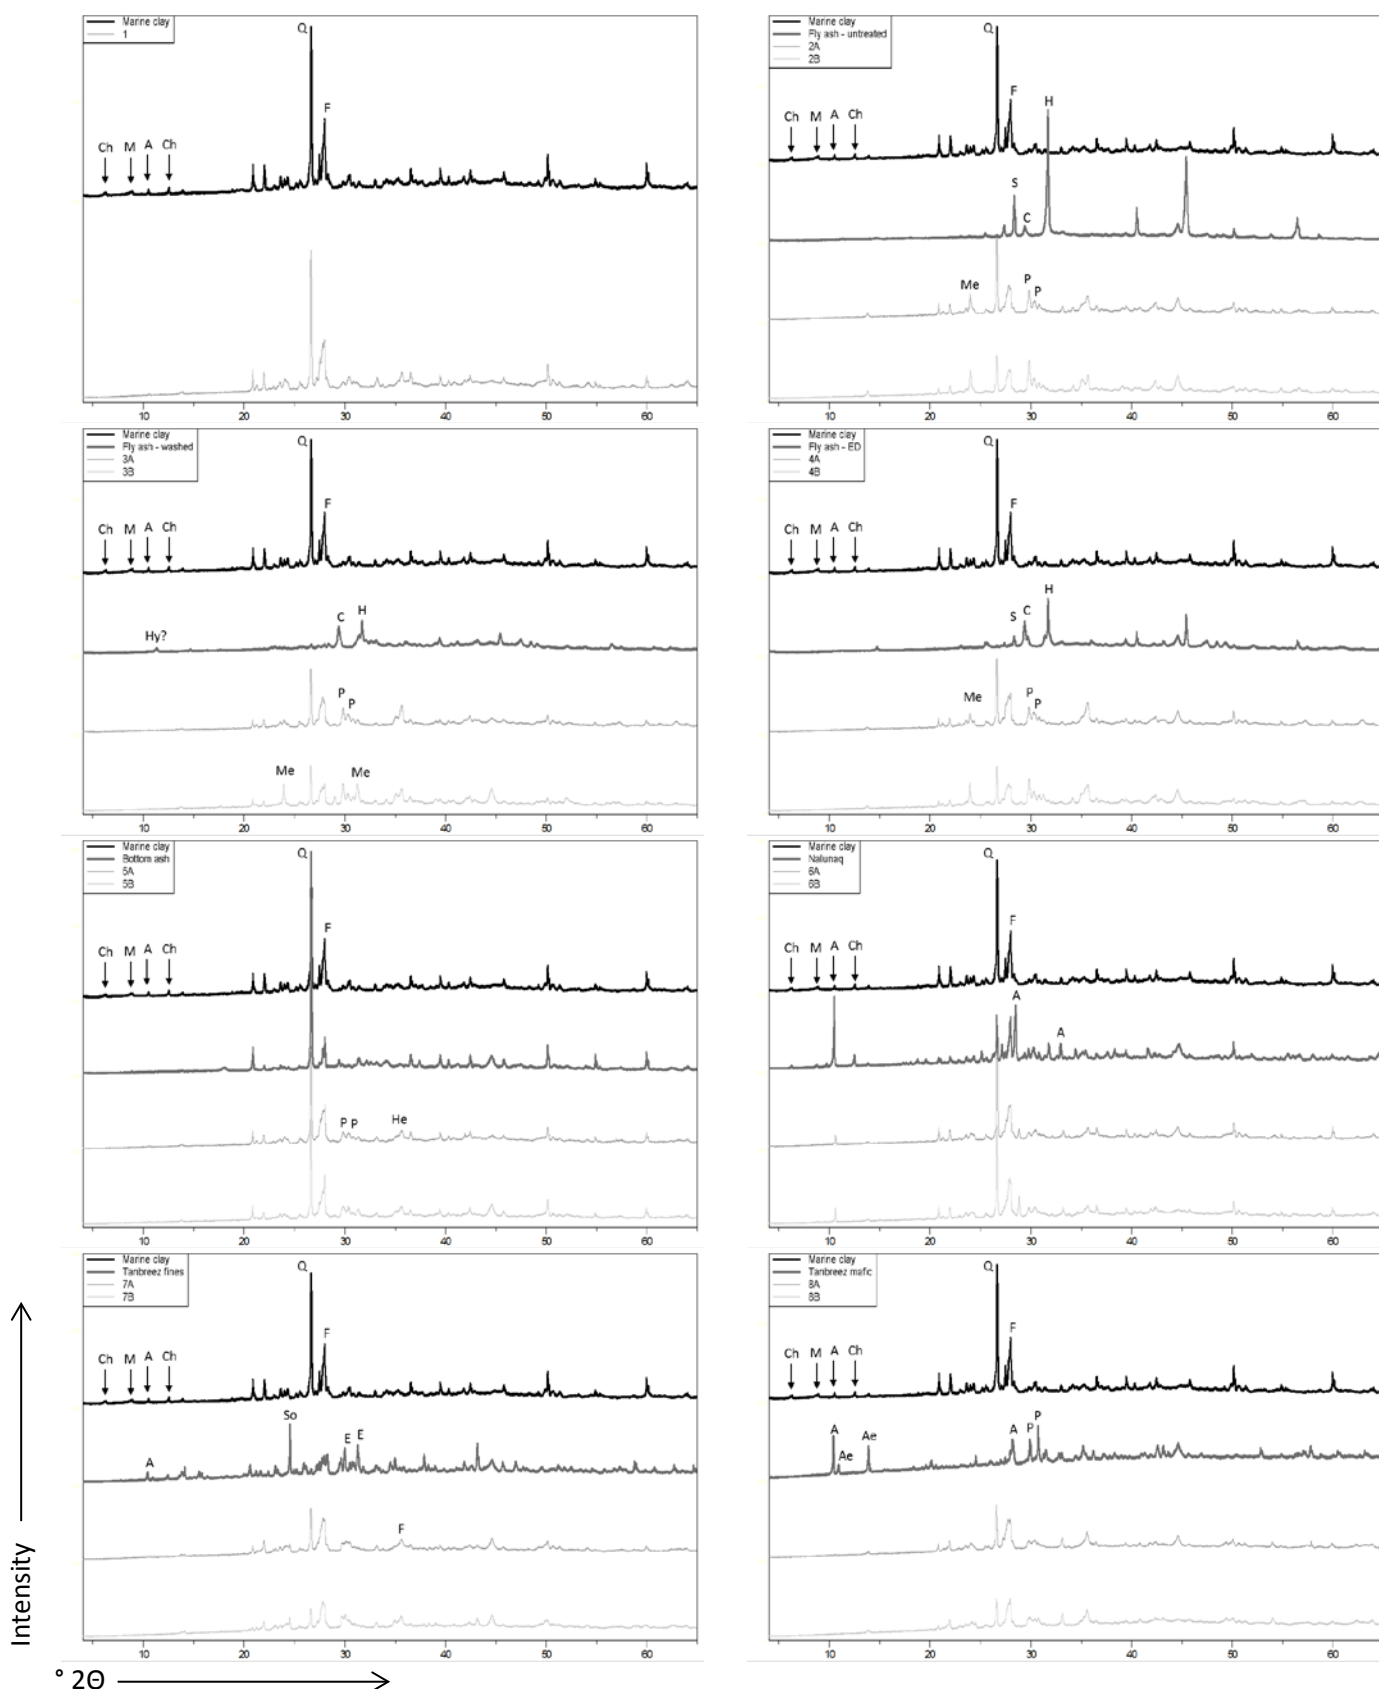 Marine clay
1
Q
F
Ch M A Ch
10 20 30 40 50 60
Marine clay
Fly ash - untreated
2A
2B
Q
F
H
Ch M A Ch
S
C
Me
P
P
10 20 30 40 50 60
Marine clay
Fly ash - washed
3A
3B
Q
F
Ch M A Ch
Hy?
C
H
P
P
Me
Me
10 20 30 40 50 60
Marine clay
Fly ash - ED
4A
4B
Q
F
Ch M A Ch
S
C
H
Me
P
P
10 20 30 40 50 60
Marine clay
Bottom ash
5A
5B
Q
F
Ch M A Ch
P P
He
10 20 30 40 50 60
Marine clay
Nalunaq
6A
6B
Q
F
Ch M A Ch
A
A
10 20 30 40 50 60
Marine clay
Tanbreez fines
7A
7B
Q
F
Ch M A Ch
So
A
E
E
F
10 20 30 40 50 60
Marine clay
Tanbreez mafic
8A
8B
Q
F
Ch M A Ch
A
Ae
Ae
A
P
P
10 20 30 40 50 60
Intensity
° 2Θ